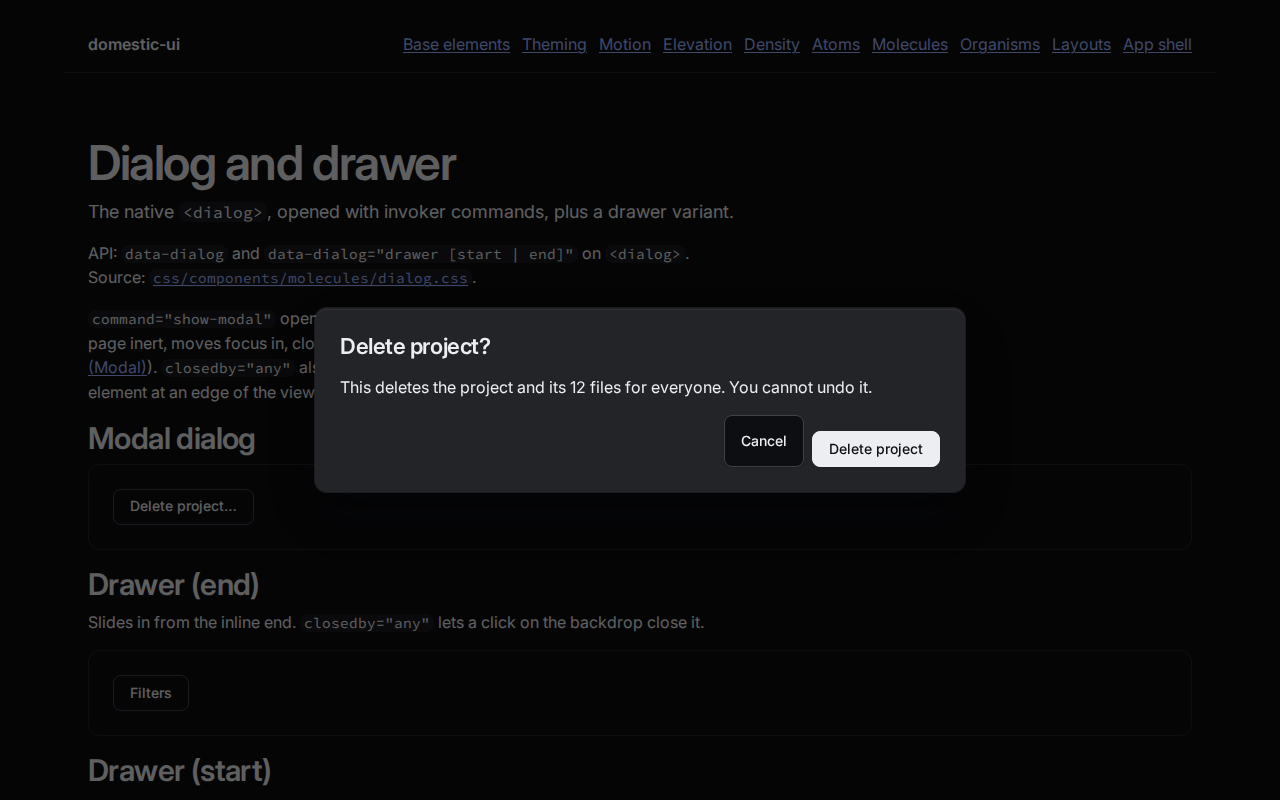 domestic-ui
Base elements Theming Motion Elevation Density Atoms Molecules Organisms Layouts App shell
Dialog and drawer
The native <dialog>, opened with invoker commands, plus a drawer variant.
API: data-dialog and data-dialog="drawer [start | end]" on <dialog>.
Source: css/components/molecules/dialog.css.
command="show-modal" open
page inert, moves focus in, clo
(Modal)). closedby="any" als
element at an edge of the view
Delete project?
This deletes the project and its 12 files for everyone. You cannot undo it.
Cancel
Delete project
Modal dialog
Delete project...
Drawer (end)
Slides in from the inline end. closedby="any" lets a click on the backdrop close it.
Filters
Drawer (start)